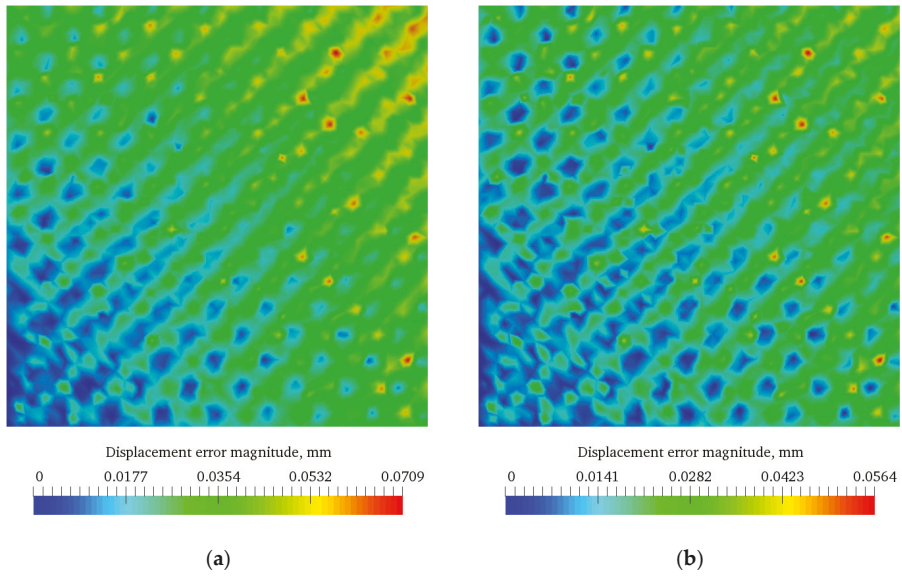 Displacement error magnitude, mm
0 0.0177 0.0354 0.0532 0.0709
(a)
Displacement error magnitude, mm
0 0.0141 0.0282 0.0423 0.0564
(b)